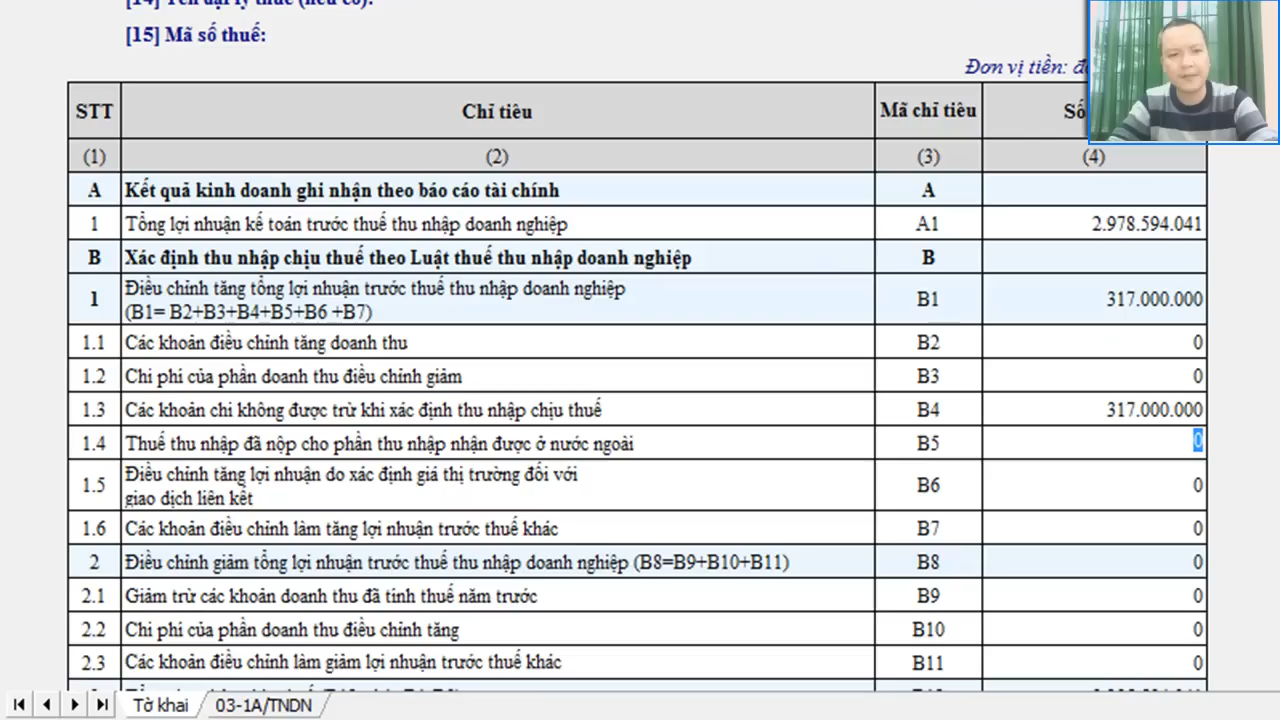 [15] Mã số thuế:
Đơn vị tiền:
STT Chỉ tiêu Mã chỉ tiêu Số
(1) (2) (3) (4)
A Kết quả kinh doanh ghi nhận theo báo cáo tài chính A
1 Tổng lợi nhuận kế toán trước thuế thu nhập doanh nghiệp A1 2.978.594.041
B Xác định thu nhập chịu thuế theo Luật thuế thu nhập doanh nghiệp B
1 Điều chỉnh tăng tổng lợi nhuận trước thuế thu nhập doanh nghiệp
(B1= B2+B3+B4+B5+B6 +B7) B1 317.000.000
1.1 Các khoản điều chỉnh tăng doanh thu B2 0
1.2 Chi phí của phần doanh thu điều chỉnh giảm B3 0
1.3 Các khoản chi không được trừ khi xác định thu nhập chịu thuế B4 317.000.000
1.4 Thuế thu nhập đã nộp cho phần thu nhập nhận được ở nước ngoài B5 0
1.5 Điều chỉnh tăng lợi nhuận do xác định giá thị trường đối với
giao dịch liên kết B6 0
1.6 Các khoản điều chỉnh làm tăng lợi nhuận trước thuế khác B7 0
2 Điều chỉnh giảm tổng lợi nhuận trước thuế thu nhập doanh nghiệp (B8=B9+B10+B11) B8 0
2.1 Giảm trừ các khoản doanh thu đã tính thuế năm trước B9 0
2.2 Chi phí của phần doanh thu điều chỉnh tăng B10 0
2.3 Các khoản điều chỉnh làm giảm lợi nhuận trước thuế khác B11 0
Tờ khai 03-1A/TNDN